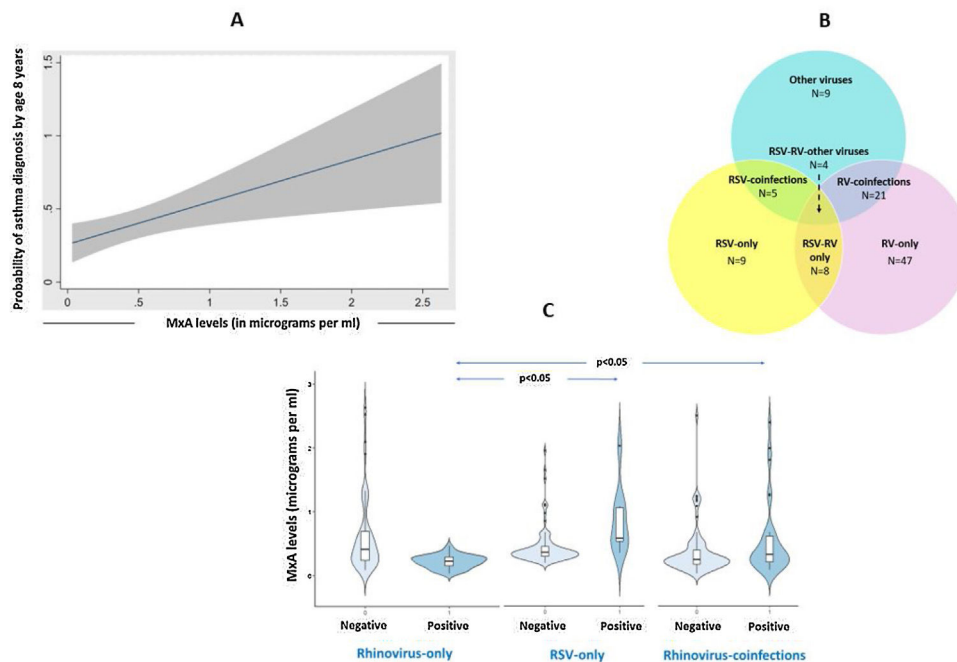 A
Probability of asthma diagnosis by age 8 years
1.5
1
.5
0
0
.5
1
1.5
2
2.5
MxA levels (in micrograms per ml)
B
Other viruses
N=9
RSV-RV-other viruses
N=4
RSV-coinfections
N=5
RV-coinfections
N=21
RSV-only
N=9
RSV-RV
only
N=8
RV-only
N=47
C
p<0.05
p<0.05
MxA levels (micrograms per ml)
3
2
1
0
0
1
0
1
0
1
Negative
Positive
Negative
Positive
Negative
Positive
Rhinovirus-only
RSV-only
Rhinovirus-coinfections